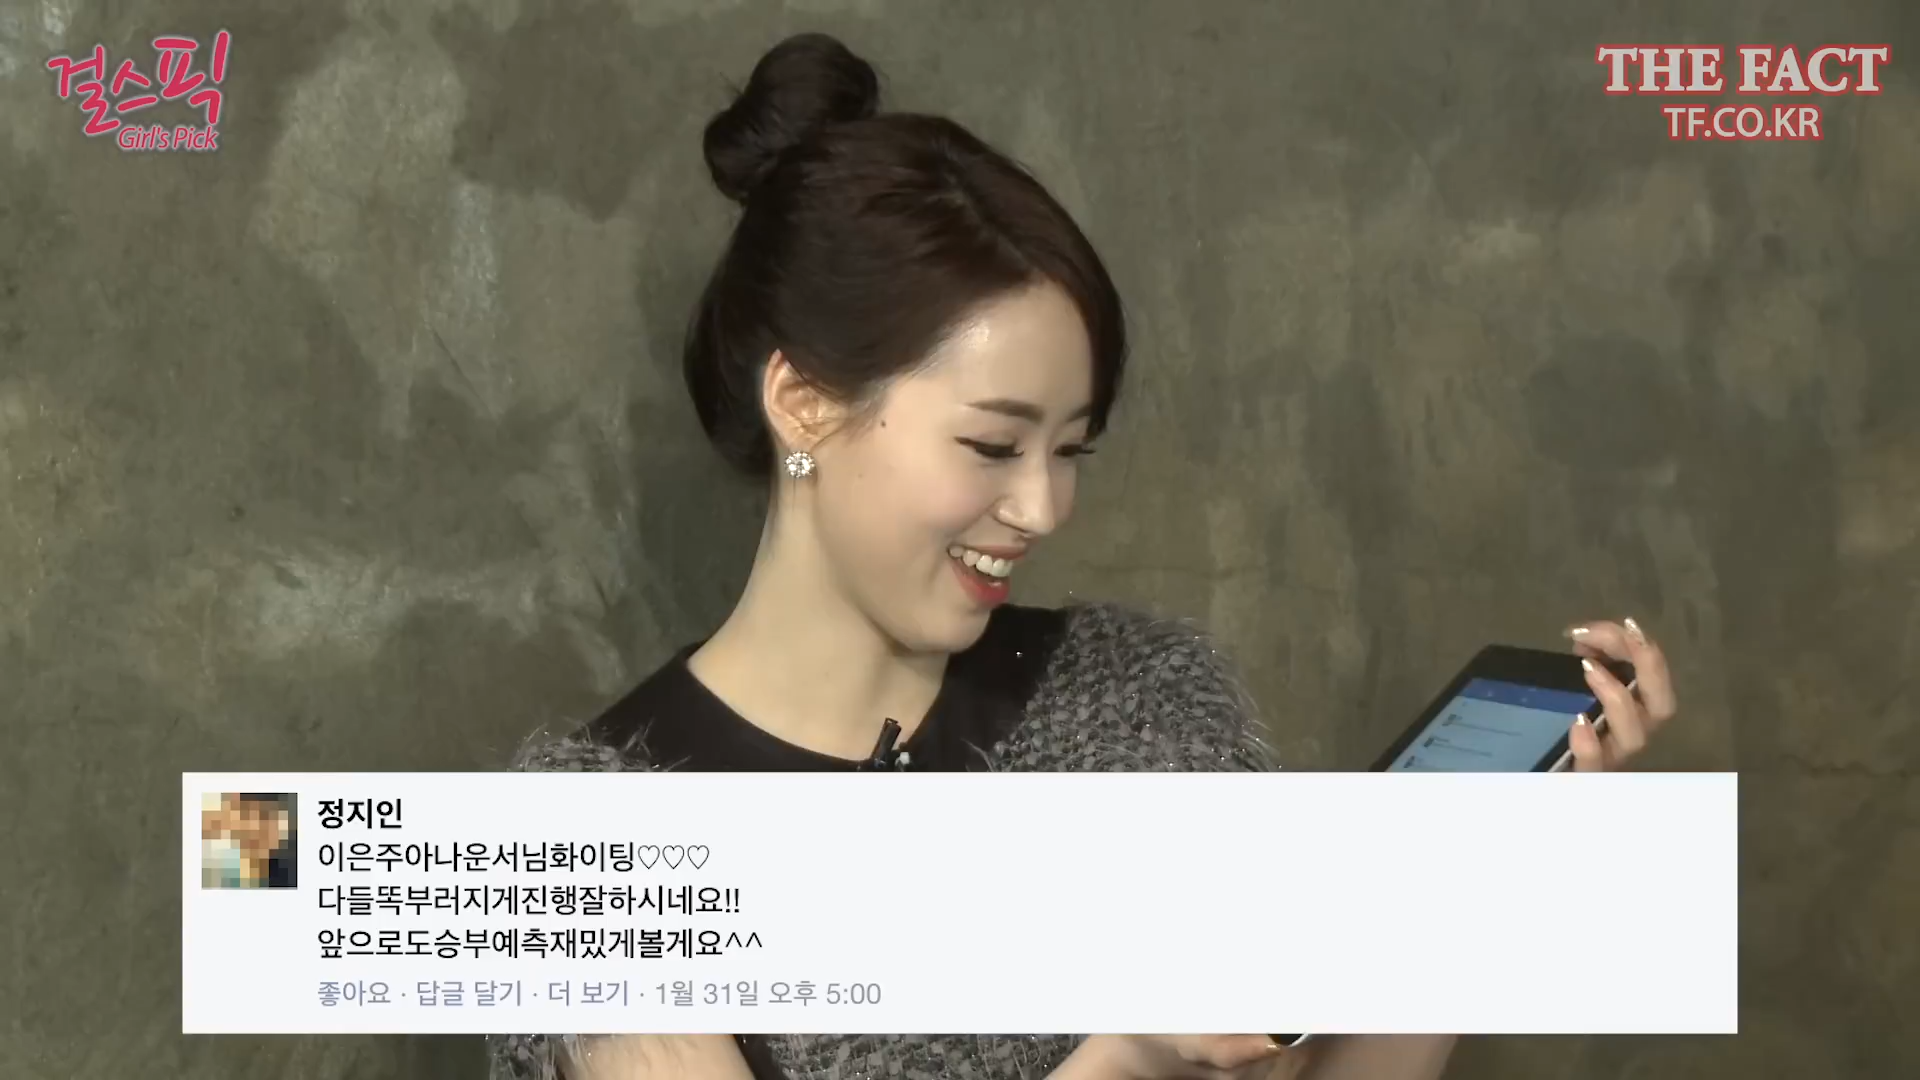 걸스픽
Girl's Pick
THE FACT
TF.CO.KR
정지인
이은주아나운서님화이팅♡♡♡
다들똑부러지게진행잘하시네요!!
앞으로도승부예측재밌게볼게요^^
좋아요 · 답글 달기 · 더 보기 · 1월 31일 오후 5:00